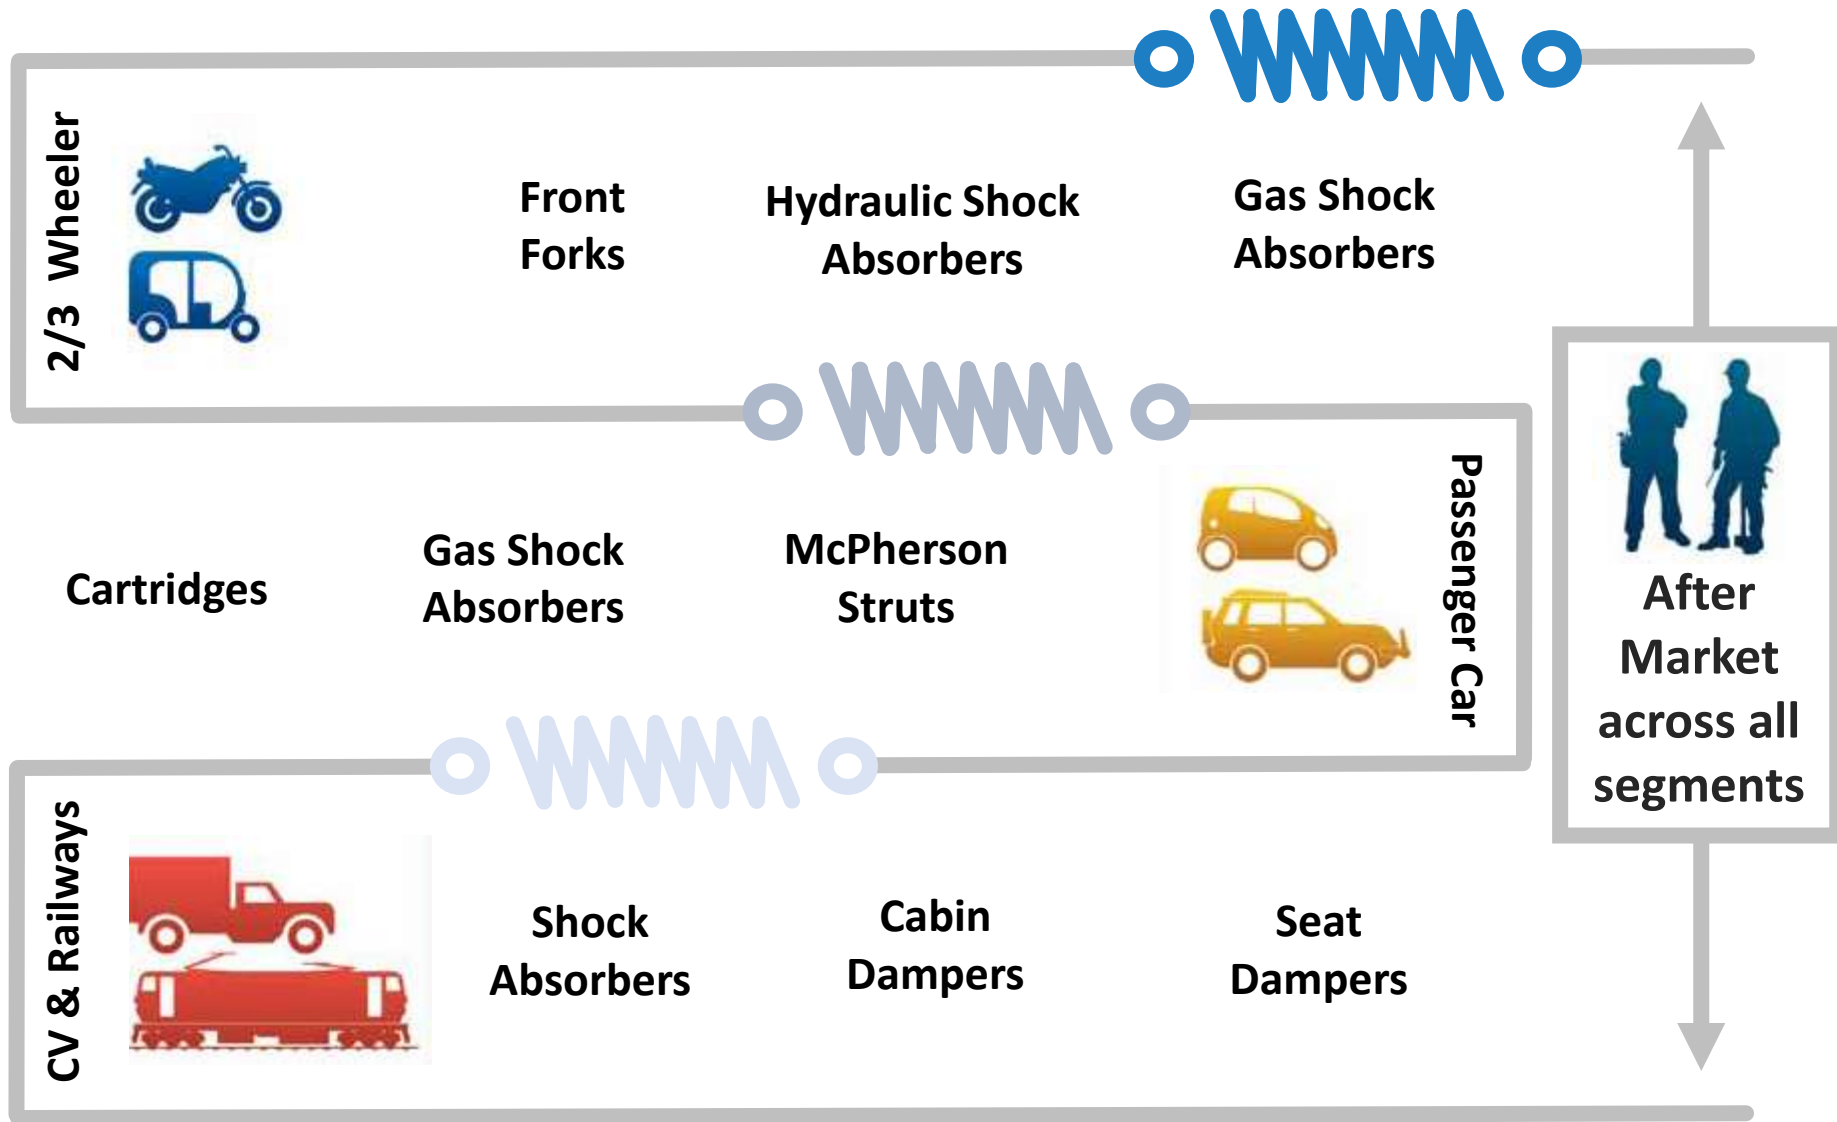 2/3 Wheeler
Front
Forks
Hydraulic Shock
Absorbers
Gas Shock
Absorbers
Cartridges
Gas Shock
Absorbers
McPherson
Struts
Passenger Car
CV & Railways
Shock
Absorbers
Cabin
Dampers
Seat
Dampers
After
Market
across all
segments